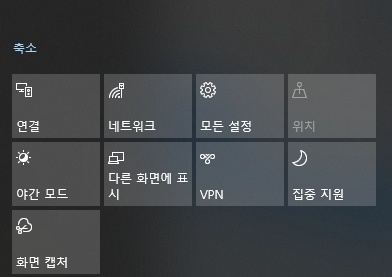 축소
연결
네트워크
모든 설정
위치
야간 모드
다른 화면에 표
시
VPN
집중 지원
화면 캡처